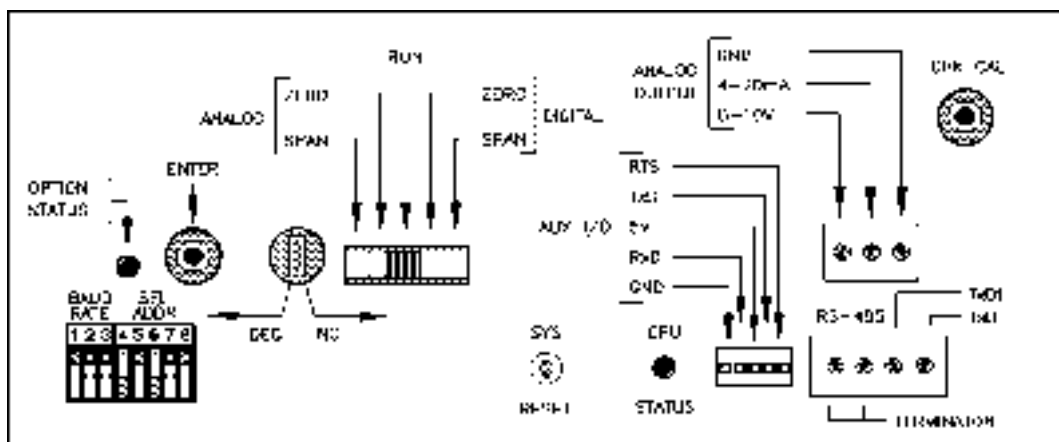 RUN
ANALOG
ZERO
SPAN
ZERO
SPAN
DIGITAL
ANALOG
OUTPUT
GND
4-20mA
0-10V
OPTION
STATUS
ENTER
AUX I/O
RTS
TxD
5V
RxD
GND
BAUD
RATE
SEL
ADDR
1 2 3 4 5 6 7 8
DEC
INC
SYS
RESET
CPU
STATUS
RS-485
TERMINATOR